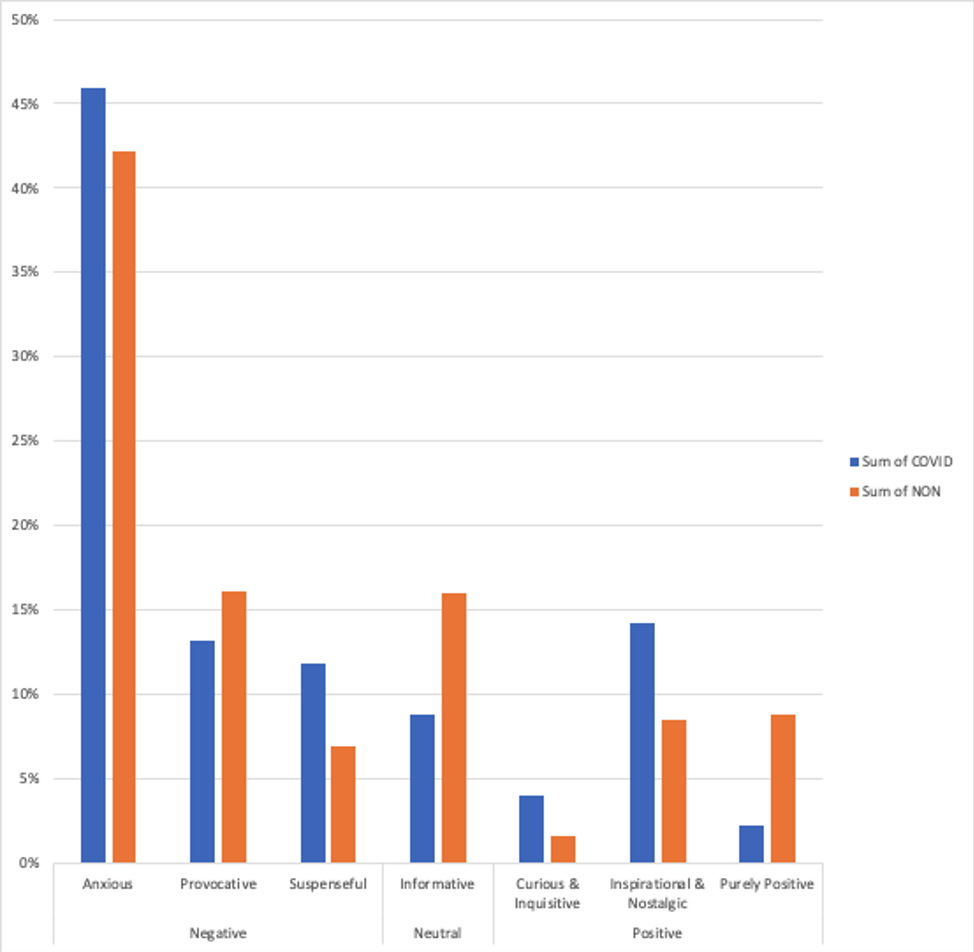 50%
45%
40%
35%
30%
25%
20%
15%
10%
5%
0%
Sum of COVID
Sum of NON
Anxious
Provocative
Suspenseful
Informative
Curious &
Inquisitive
Inspirational &
Nostalgic
Purely Positive
Negative
Neutral
Positive